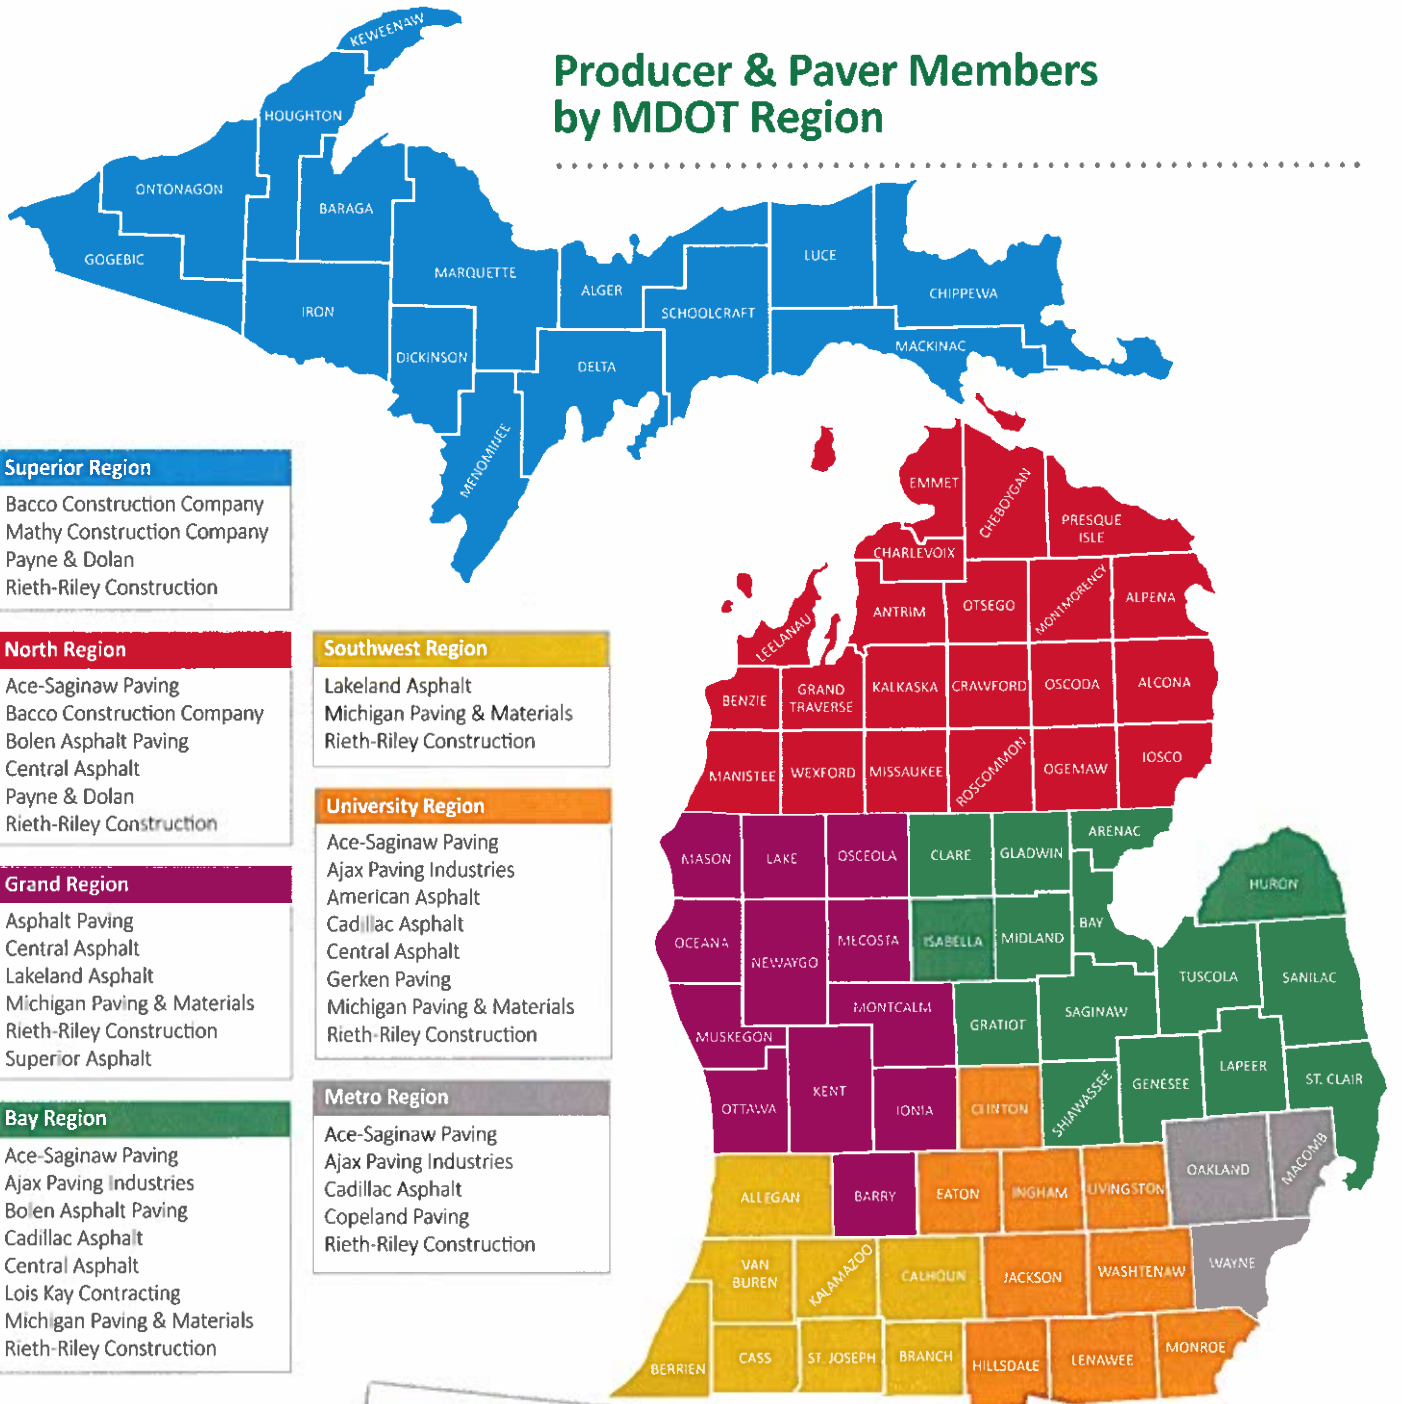 Producer & Paver Members
by MDOT Region
KEWEENAW
HOUGHTON
ONTONAGON
BARAGA
GOGEBIC
MARQUETTE
LUCE
ALGER
CHIPPEWA
IRON
SCHOOLCRAFT
MACKINAC
DICKINSON
DELTA
MENOMINEE
Superior Region
Bacco Construction Company
Mathy Construction Company
Payne & Dolan
Rieth-Riley Construction
North Region
Ace-Saginaw Paving
Bacco Construction Company
Bolen Asphalt Paving
Central Asphalt
Payne & Dolan
Rieth-Riley Construction
Grand Region
Asphalt Paving
Central Asphalt
Lakeland Asphalt
Michigan Paving & Materials
Rieth-Riley Construction
Superior Asphalt
Bay Region
Ace-Saginaw Paving
Ajax Paving Industries
Bolen Asphalt Paving
Cadillac Asphalt
Central Asphalt
Lois Kay Contracting
Michigan Paving & Materials
Rieth-Riley Construction
Southwest Region
Lakeland Asphalt
Michigan Paving & Materials
Rieth-Riley Construction
University Region
Ace-Saginaw Paving
Ajax Paving Industries
American Asphalt
Cadillac Asphalt
Central Asphalt
Gerken Paving
Michigan Paving & Materials
Rieth-Riley Construction
Metro Region
Ace-Saginaw Paving
Ajax Paving Industries
Cadillac Asphalt
Copeland Paving
Rieth-Riley Construction
EMMET
CHEBOYGAN
PRESQUE
ISLE
CHARLEVOIX
ANTRIM
OTSEGO
MONTMORENCY
ALPENA
LEELANAU
BENZIE
GRAND
TRAVERSE
KALKASKA
CRAWFORD
OSCODA
ALCONA
MANISTEE
WEXFORD
MISSAUKEE
ROSCOMMON
OGEMAW
IOSCO
MASON
LAKE
OSCEOLA
CLARE
GLADWIN
ARENAC
HURON
OCEANA
NEWAYGO
MECOSTA
ISABELLA
MIDLAND
BAY
TUSCOLA
SANILAC
MUSKEGON
MONTCALM
GRATIOT
SAGINAW
OTTAWA
KENT
IONIA
CLINTON
SHIAWASSEE
GENESEE
LAPEER
ST. CLAIR
ALLEGAN
BARRY
EATON
INGHAM
LIVINGSTON
OAKLAND
MACOMB
VAN
BUREN
KALAMAZOO
CALHOUN
JACKSON
WASHTENAW
WAYNE
BERRIEN
CASS
ST. JOSEPH
BRANCH
HILLSDALE
LENAWEE
MONROE